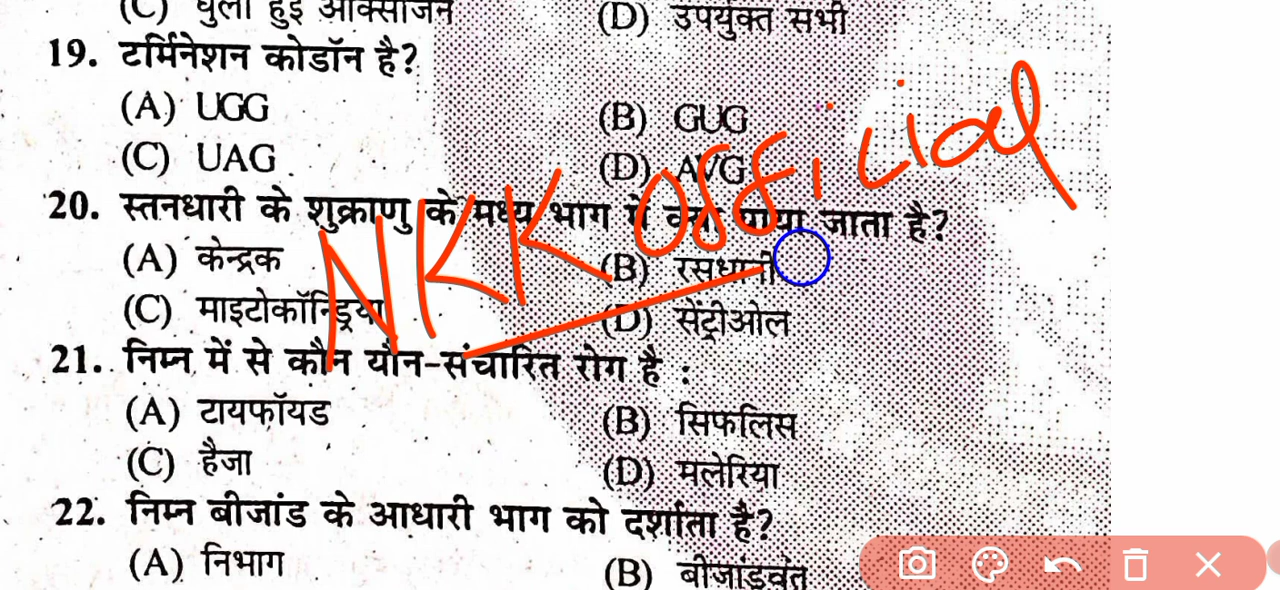 (C) घुली हुई ऑक्सीजन (D) उपर्युक्त सभी
19. टर्मिनेशन कोडॉन है?
(A) UGG (B) GUG
(C) UAG (D) AVG
20. स्तनधारी के शुक्राणु के मध्य भाग में क्या पाया जाता है?
(A) केन्द्रक (B) रसधानी
(C) माइटोकॉन्ड्रिया (D) सेंट्रीओल
21. निम्न में से कौन यौन-संचारित रोग है :
(A) टायफॉयड (B) सिफलिस
(C) हैजा (D) मलेरिया
22. निम्न बीजांड के आधारी भाग को दर्शाता है?
(A) निभाग (B) बीजांडवृंत
NKK official